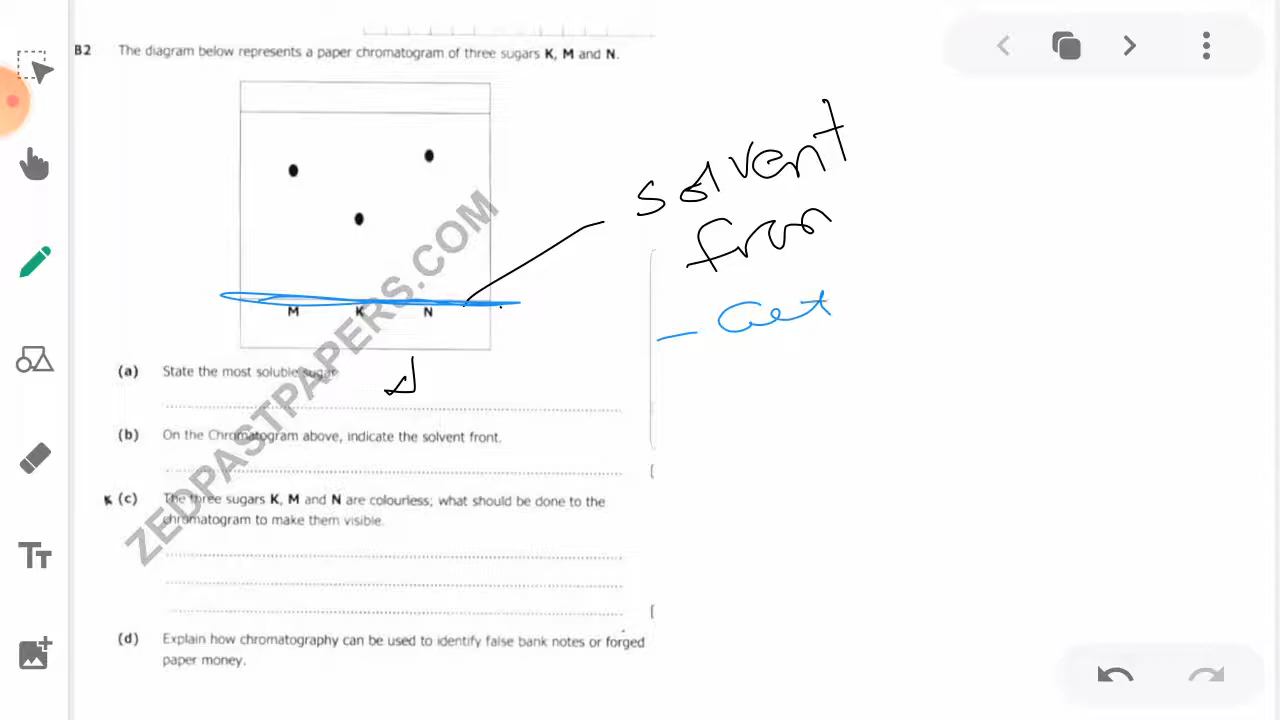 B2 The diagram below represents a paper chromatogram of three sugars K, M and N.
M K N
solvent
fron
- Get
(a) State the most soluble sugar
(b) On the Chromatogram above, indicate the solvent front.
(c) The three sugars K, M and N are colourless; what should be done to the
chromatogram to make them visible.
(d) Explain how chromatography can be used to identify false bank notes or forged
paper money.
ZEDPASTPAPERS.COM
TT